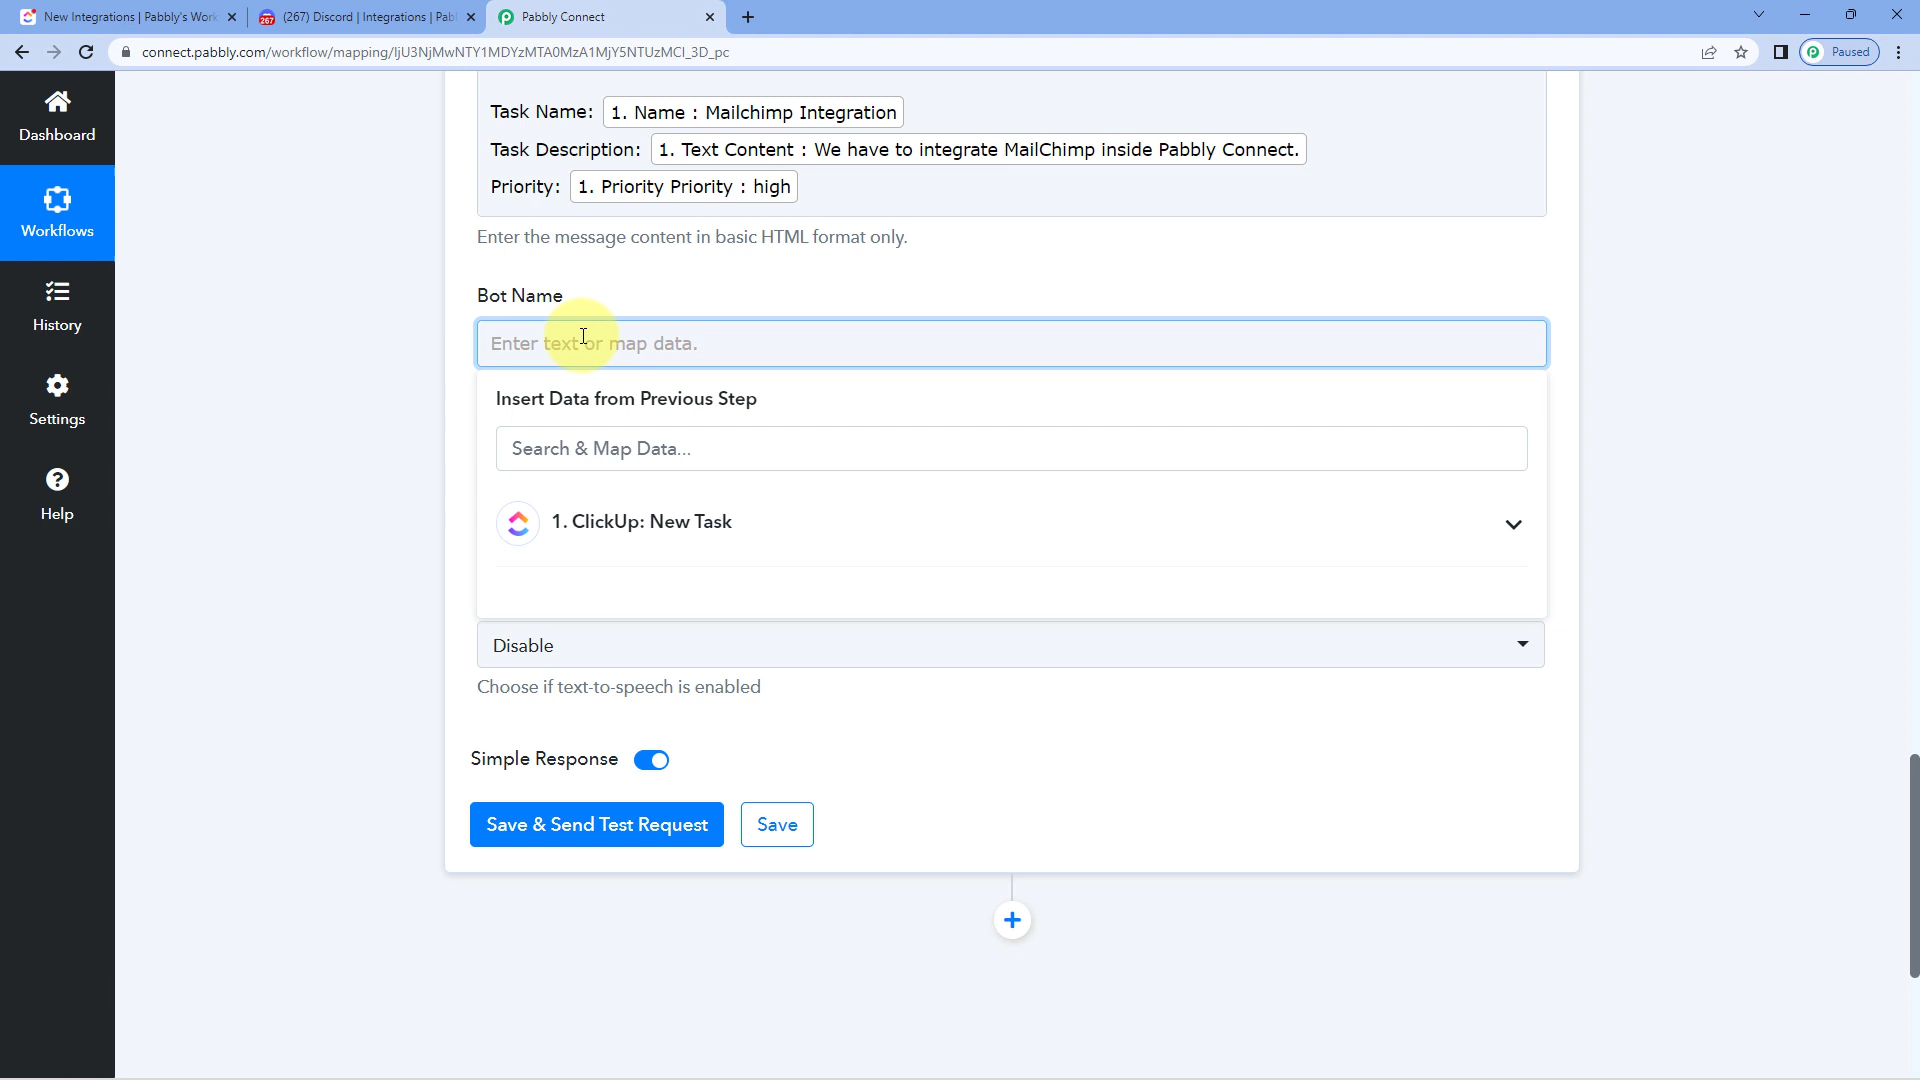 New Integrations | Pabbly's Work
(267) Discord | Integrations | Pabl
Pabbly Connect
connect.pabbly.com/workflow/mapping/IjU3NjMwNTY1MDYzMTA0MzA1MjY5NTUzMCI_3D_pc
Paused
Dashboard
Workflows
History
Settings
Help
Task Name: 1. Name : Mailchimp Integration
Task Description: 1. Text Content : We have to integrate MailChimp inside Pabbly Connect.
Priority: 1. Priority Priority : high
Enter the message content in basic HTML format only.
Bot Name
Enter text or map data.
Insert Data from Previous Step
Search & Map Data...
1. ClickUp: New Task
Disable
Choose if text-to-speech is enabled
Simple Response
Save & Send Test Request
Save